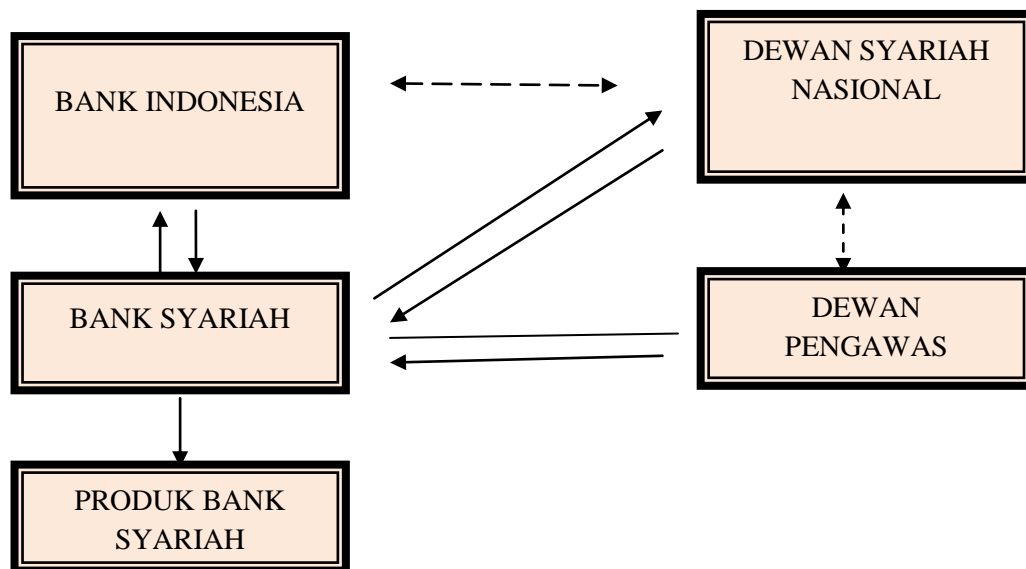 BANK INDONESIA
DEWAN SYARIAH
NASIONAL
BANK SYARIAH
DEWAN
PENGAWAS
PRODUK BANK
SYARIAH